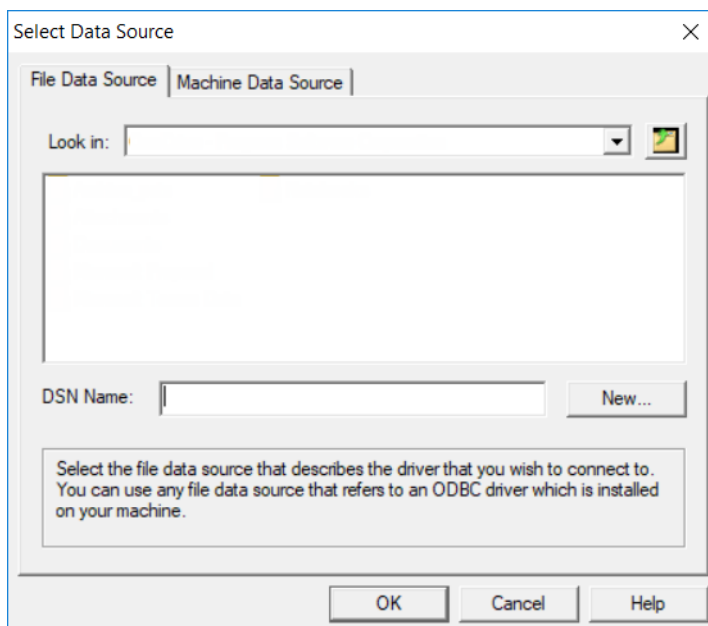 Select Data Source
File Data Source
Machine Data Source
Look in:
DSN Name:
New...
Select the file data source that describes the driver that you wish to connect to.
You can use any file data source that refers to an ODBC driver which is installed
on your machine.
OK
Cancel
Help